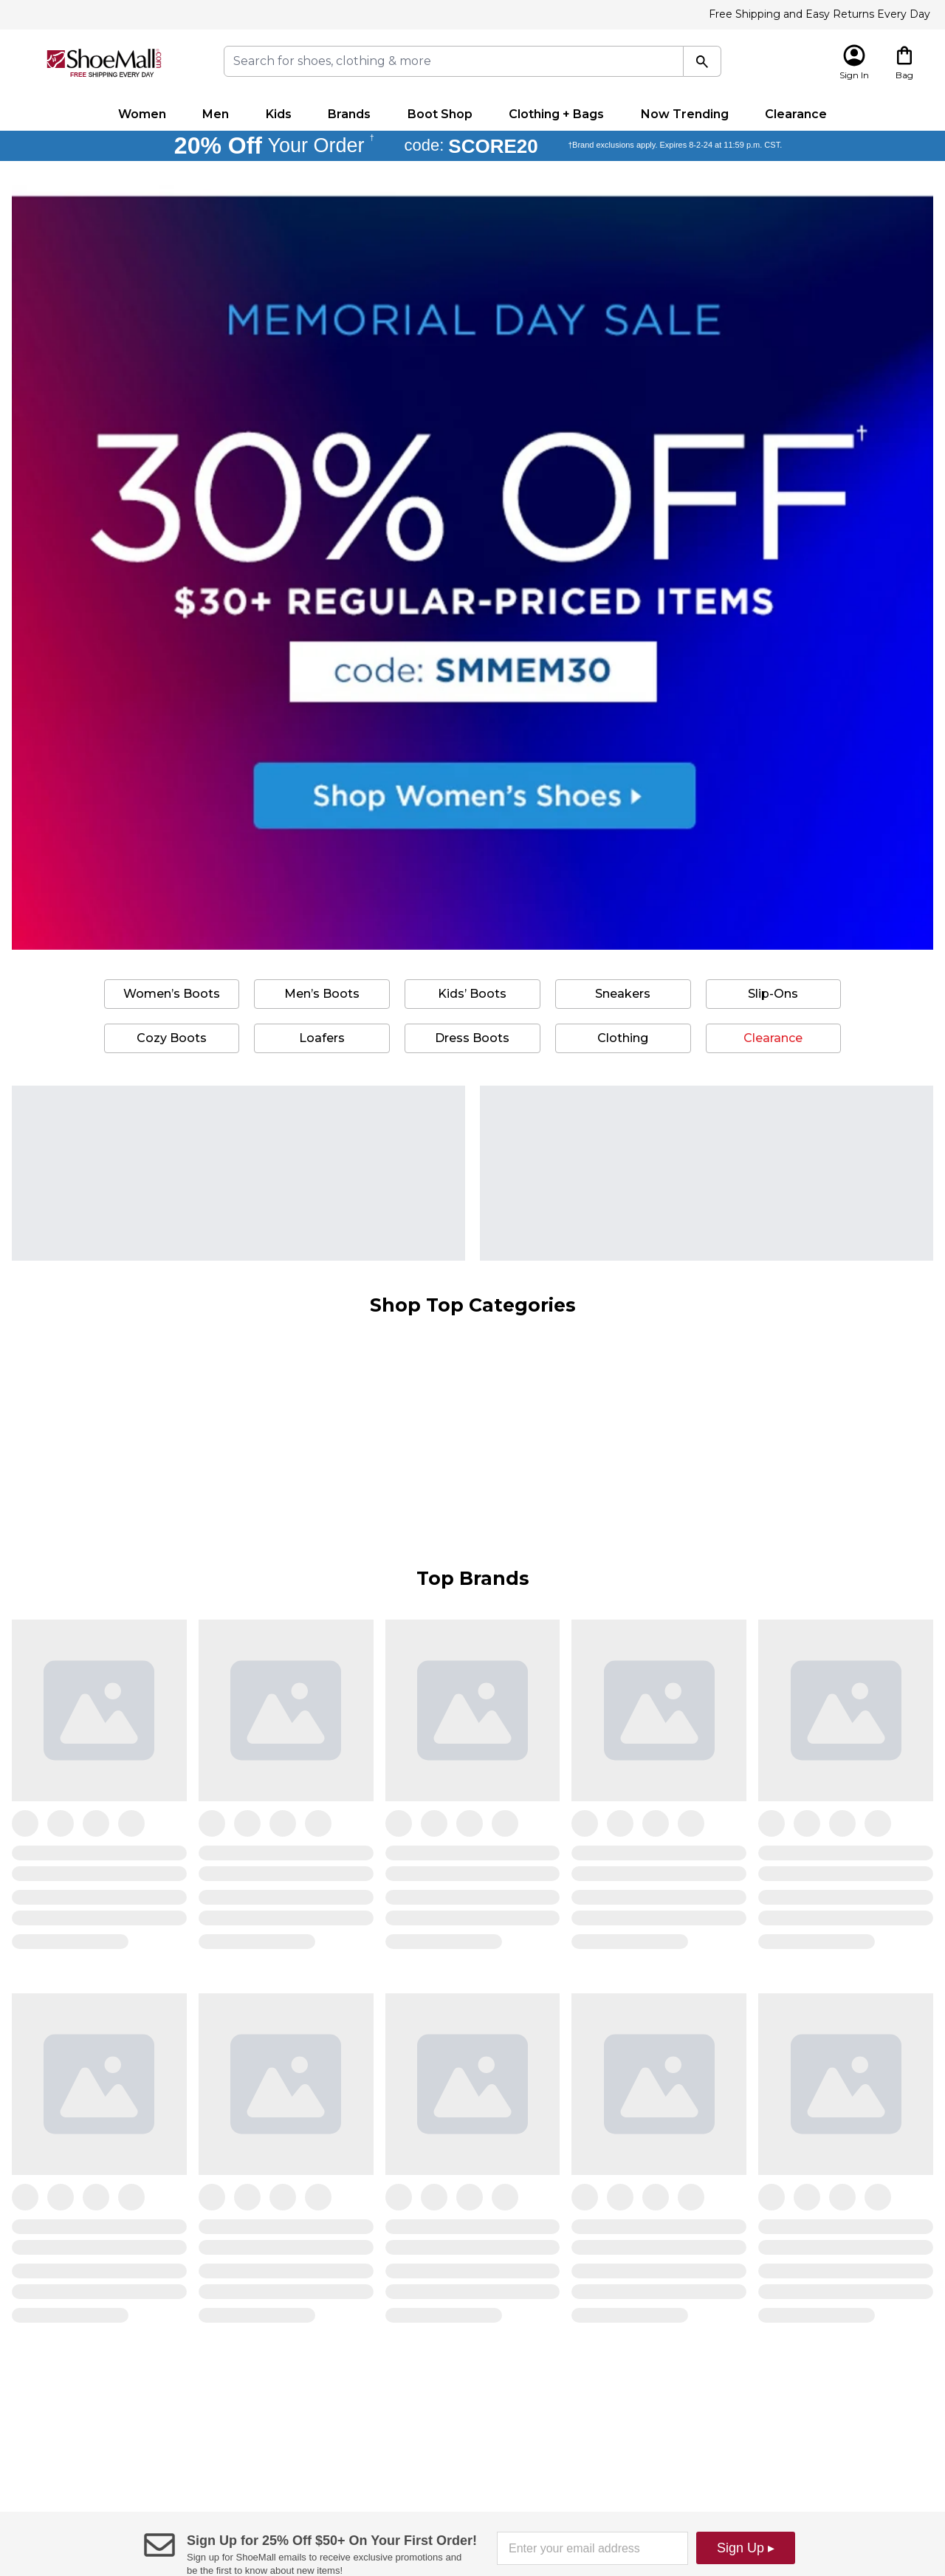 Free Shipping and Easy Returns Every Day
ShoeMall.com
FREE SHIPPING EVERY DAY
Search for shoes, clothing & more
Sign In
Bag
Women Men Kids Brands Boot Shop Clothing + Bags Now Trending Clearance
20% Off Your Order † code: SCORE20 †Brand exclusions apply. Expires 8-2-24 at 11:59 p.m. CST.
MEMORIAL DAY SALE
30% OFF†
$30+ REGULAR-PRICED ITEMS
code: SMMEM30
Shop Women's Shoes ▸
Women's Boots Men's Boots Kids' Boots Sneakers Slip-Ons
Cozy Boots Loafers Dress Boots Clothing Clearance
Shop Top Categories
Top Brands
Sign Up for 25% Off $50+ On Your First Order!
Sign up for ShoeMall emails to receive exclusive promotions and
be the first to know about new items!
Enter your email address
Sign Up ▸